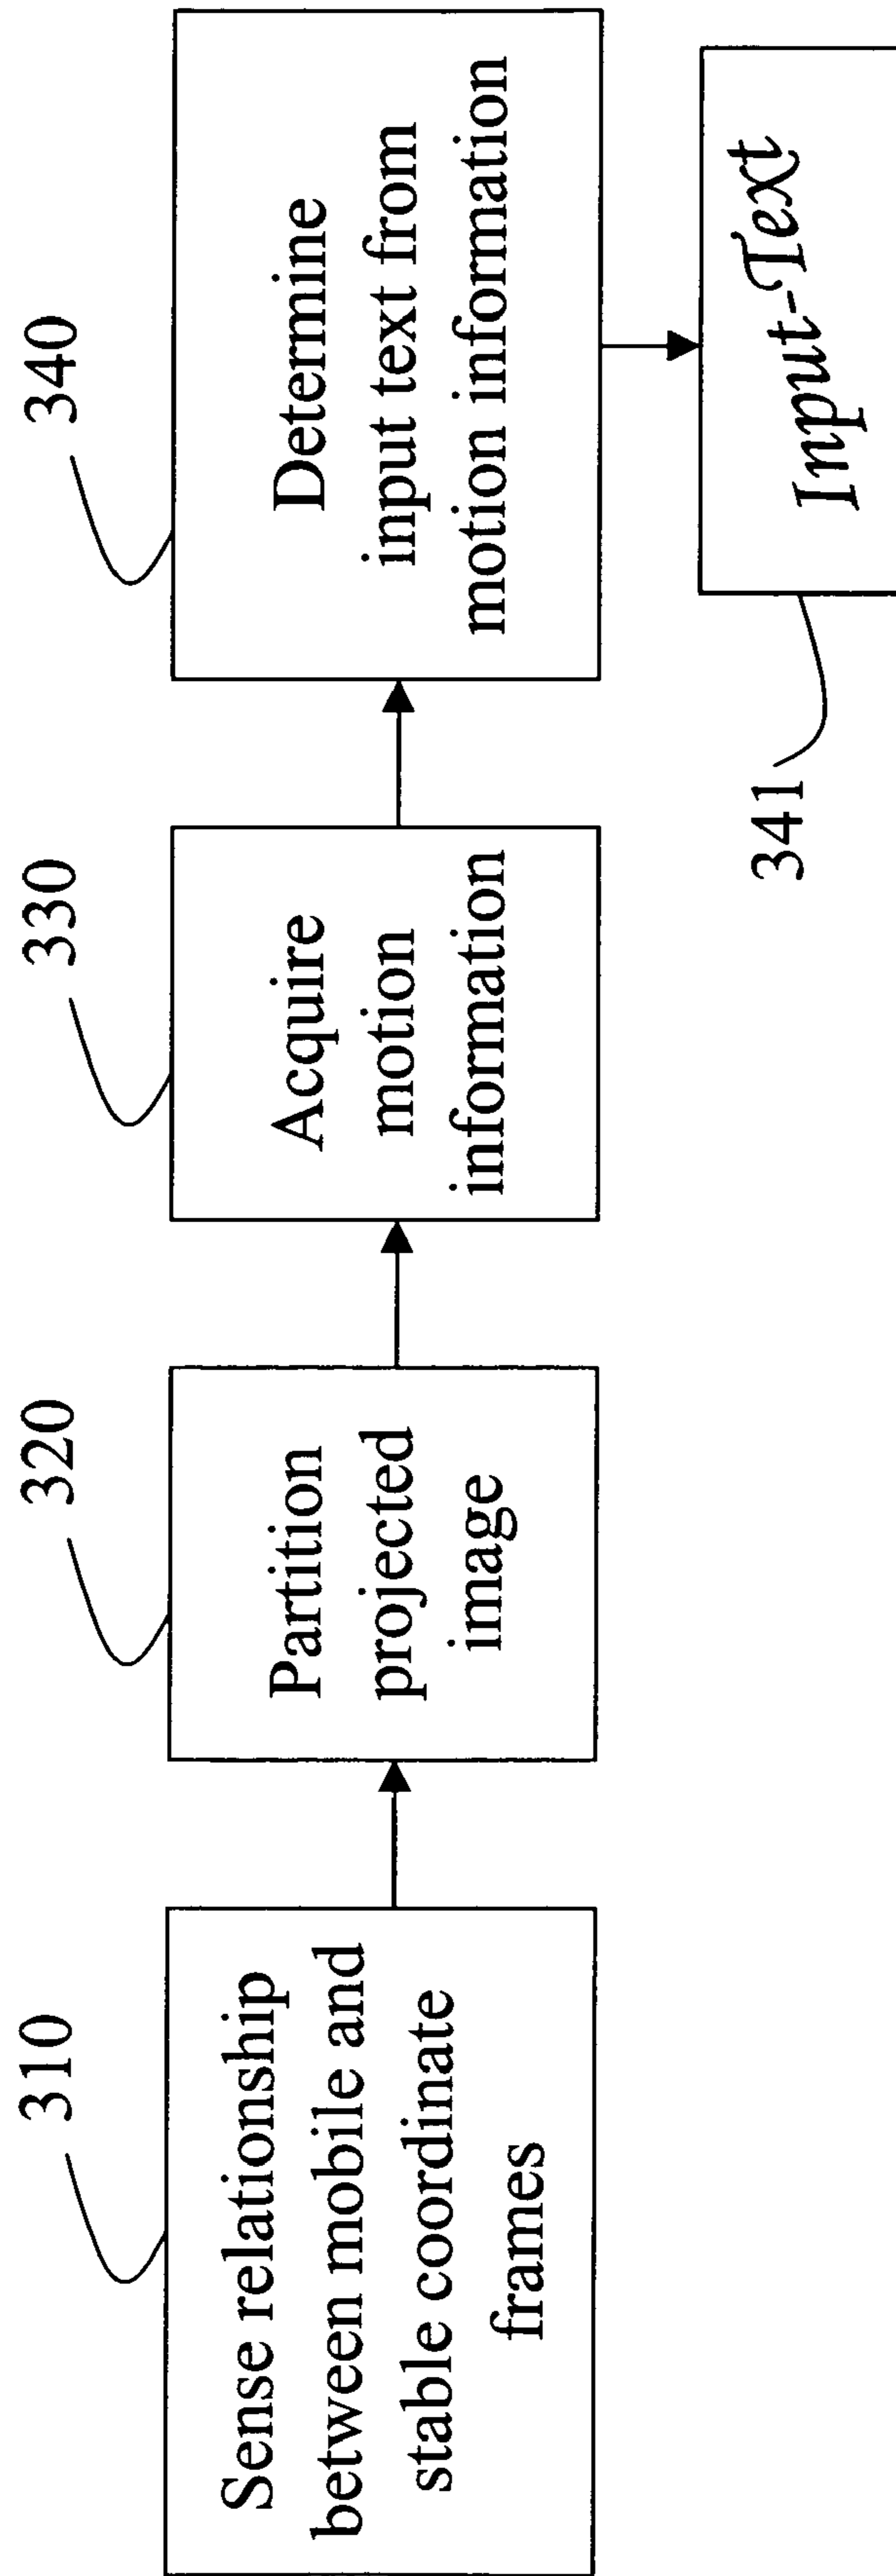 310
Sense relationship
between mobile and
stable coordinate
frames
320
Partition
projected
image
330
Acquire
motion
information
340
Determine
input text from
motion information
341
Input-Text